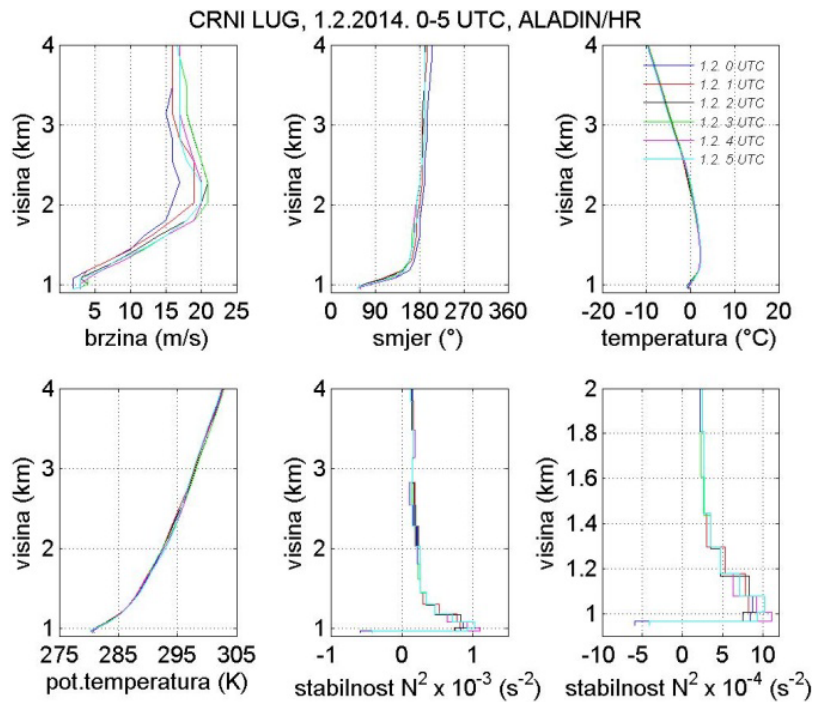 CRNI LUG, 1.2.2014. 0-5 UTC, ALADIN/HR
4
3
2
1
visina (km)
5 10 15 20 25
brzina (m/s)
4
3
2
1
visina (km)
0 90 180 270 360
smjer (°)
4
3
2
1
visina (km)
1.2. 0 UTC
1.2. 1 UTC
1.2. 2 UTC
1.2. 3 UTC
1.2. 4 UTC
1.2. 5 UTC
-20 -10 0 10 20
temperatura (°C)
4
3
2
1
visina (km)
275 285 295 305
pot.temperatura (K)
4
3
2
1
visina (km)
-1 0 1
stabilnost N² x 10⁻³ (s⁻²)
2
1.8
1.6
1.4
1.2
1
visina (km)
-10 -5 0 5 10
stabilnost N² x 10⁻⁴ (s⁻²)